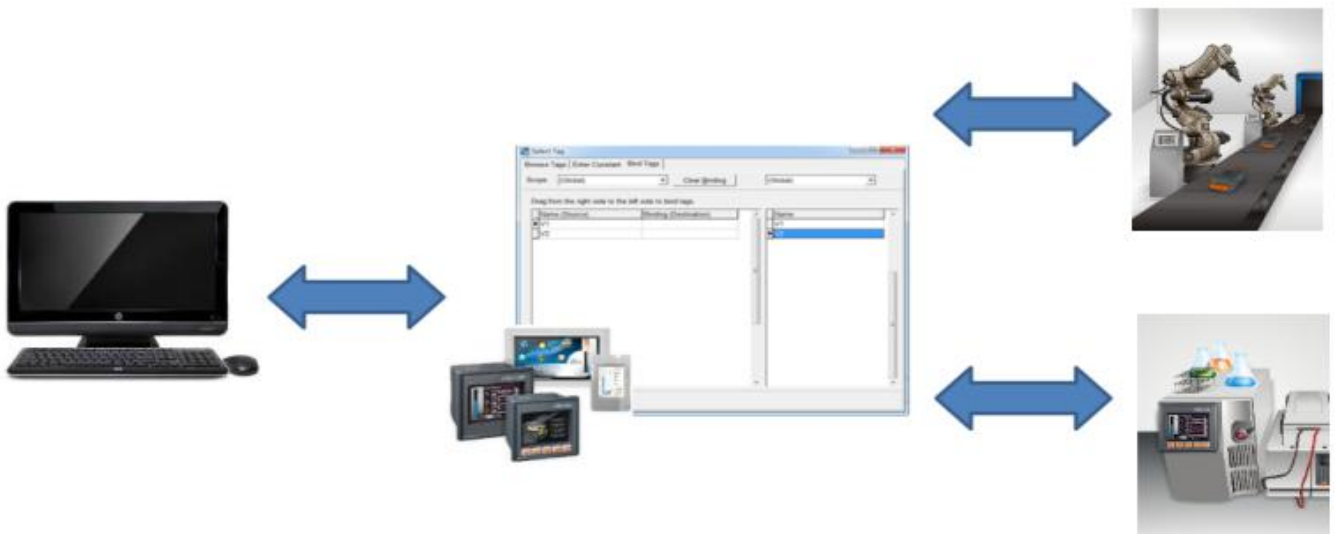 Select Tag
Browse Tags Enter Constant Bind Tags
Scope (Global) Clear Binding (Global)
Drag from the right side to the left side to bind tags.
Name (Source) Binding (Destination) Name
V1 V1
V2